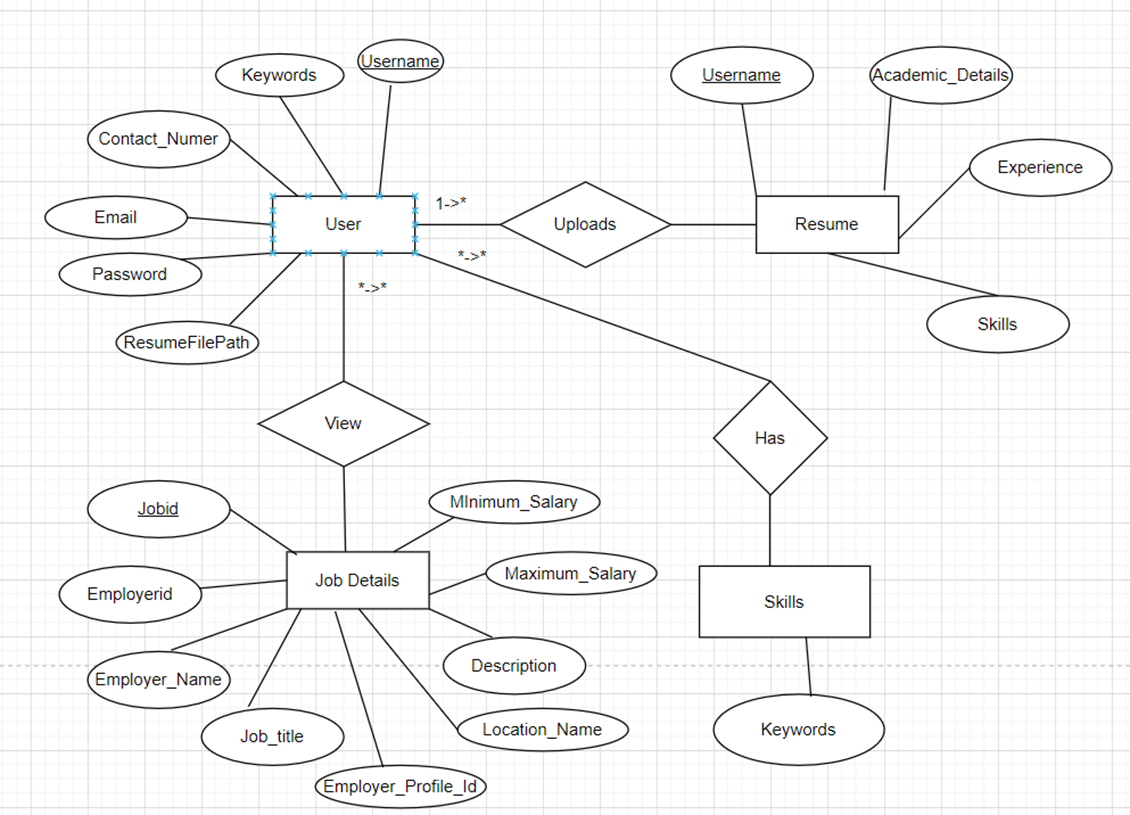 Username
Keywords
Username
Academic_Details
Contact_Numer
Experience
1->*
Email
User
Uploads
Resume
*->*
Password
*->*
Skills
ResumeFilePath
View
Has
MInimum_Salary
Jobid
Maximum_Salary
Job Details
Employerid
Skills
Description
Employer_Name
Location_Name
Keywords
Job_title
Employer_Profile_Id